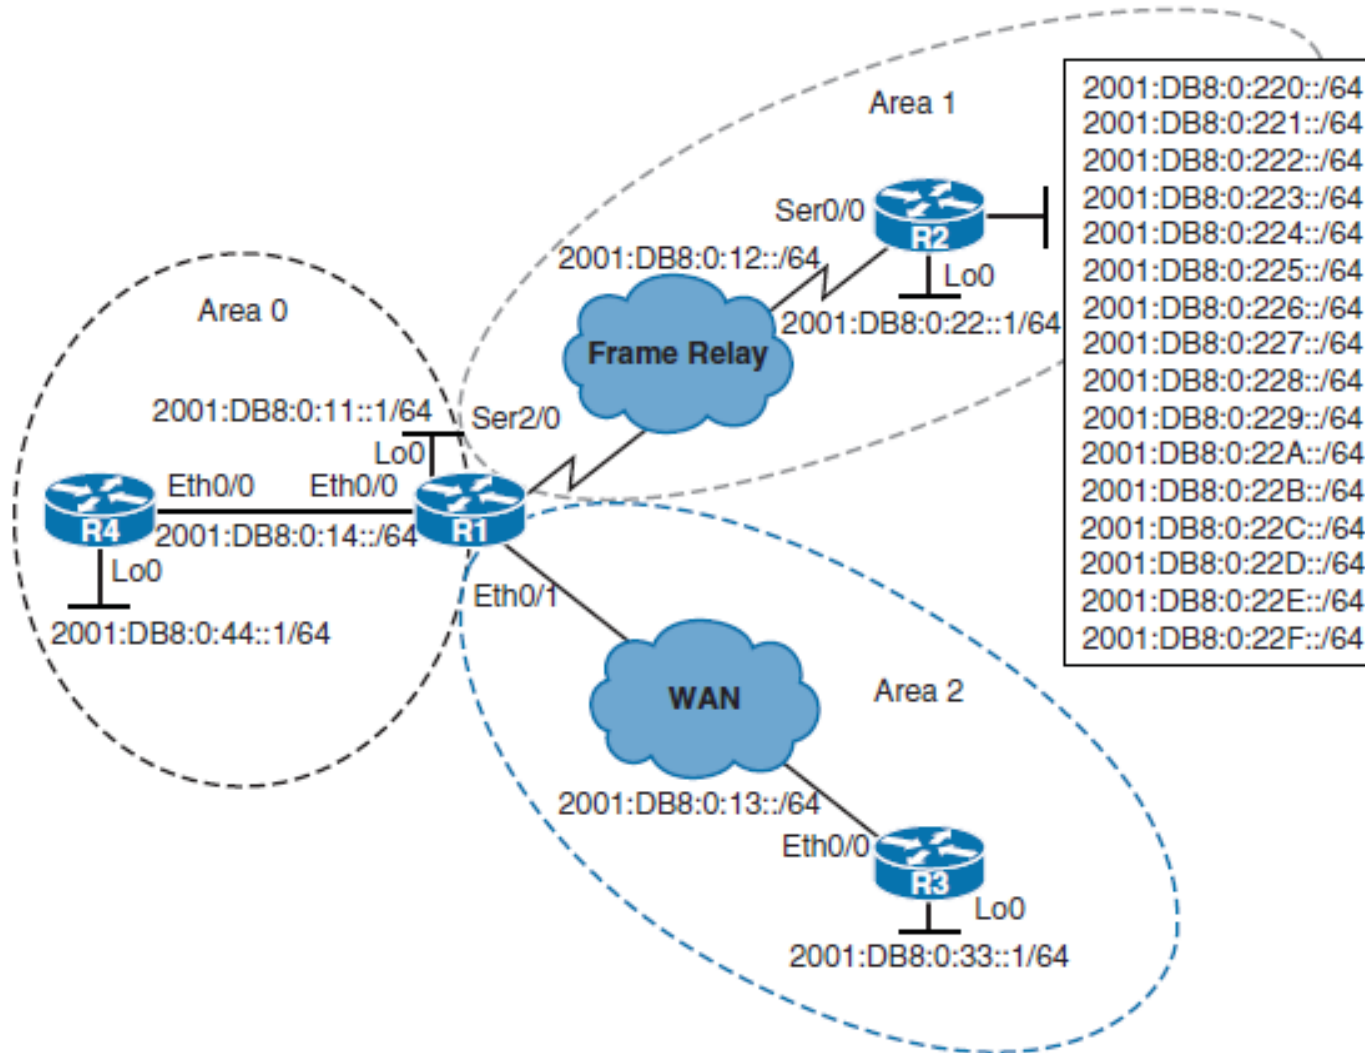 Area 1
2001:DB8:0:220::/64
2001:DB8:0:221::/64
2001:DB8:0:222::/64
2001:DB8:0:223::/64
2001:DB8:0:224::/64
2001:DB8:0:225::/64
2001:DB8:0:226::/64
2001:DB8:0:227::/64
2001:DB8:0:228::/64
2001:DB8:0:229::/64
2001:DB8:0:22A::/64
2001:DB8:0:22B::/64
2001:DB8:0:22C::/64
2001:DB8:0:22D::/64
2001:DB8:0:22E::/64
2001:DB8:0:22F::/64
Ser0/0
R2
2001:DB8:0:12::/64
Lo0
2001:DB8:0:22::1/64
Frame Relay
Area 0
2001:DB8:0:11::1/64
Ser2/0
Lo0
Eth0/0
Eth0/0
R4
2001:DB8:0:14::/64
R1
Lo0
2001:DB8:0:44::1/64
Eth0/1
WAN
Area 2
2001:DB8:0:13::/64
Eth0/0
R3
Lo0
2001:DB8:0:33::1/64